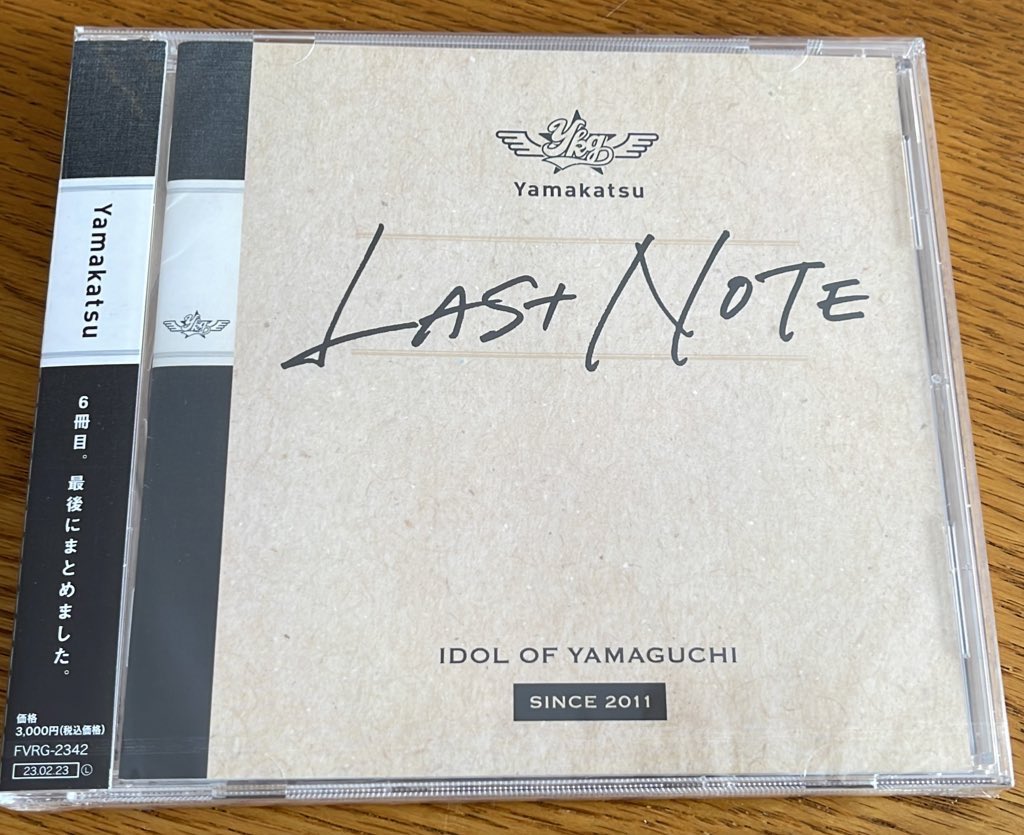 Yamakatsu
6冊目。最後にまとめました。
価格
3,000円(税込価格)
FVRG-2342
23.02.23 Ⓛ
Ykg
Ykg
Yamakatsu
LAST NOTE
IDOL OF YAMAGUCHI
SINCE 2011